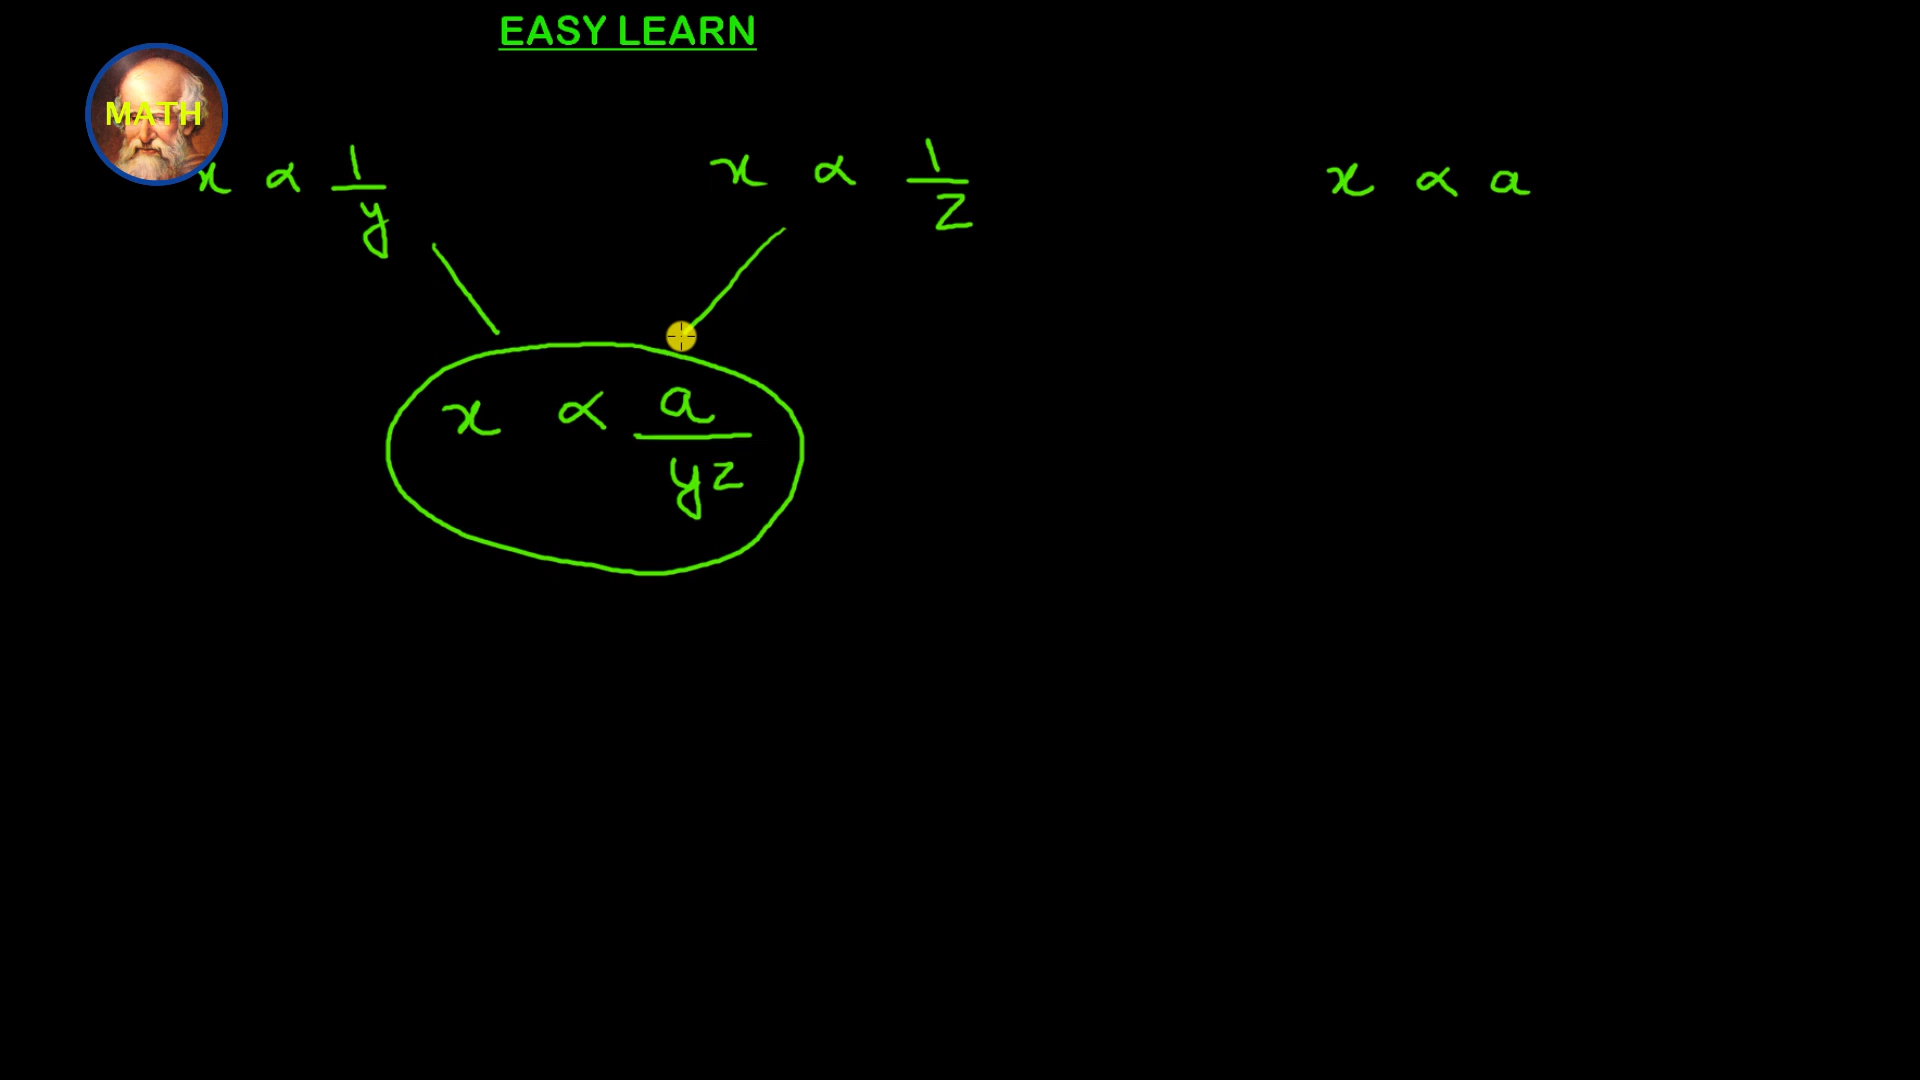 EASY LEARN
MATH
x ∝ 1/y
x ∝ 1/z
x ∝ a
x ∝ a/yz